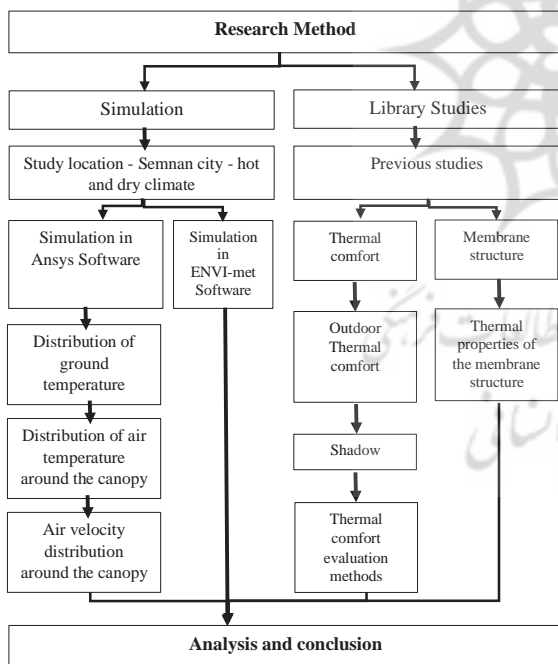 Research Method
Simulation
Library Studies
Study location - Semnan city - hot
and dry climate
Previous studies
Simulation in
Ansys Software
Simulation
in
ENVI-met
Software
Thermal
comfort
Membrane
structure
Distribution of
ground
temperature
Outdoor
Thermal
comfort
Thermal
properties of
the membrane
structure
Distribution of air
temperature
around the canopy
Shadow
Air velocity
distribution
around the canopy
Thermal
comfort
evaluation
methods
Analysis and conclusion